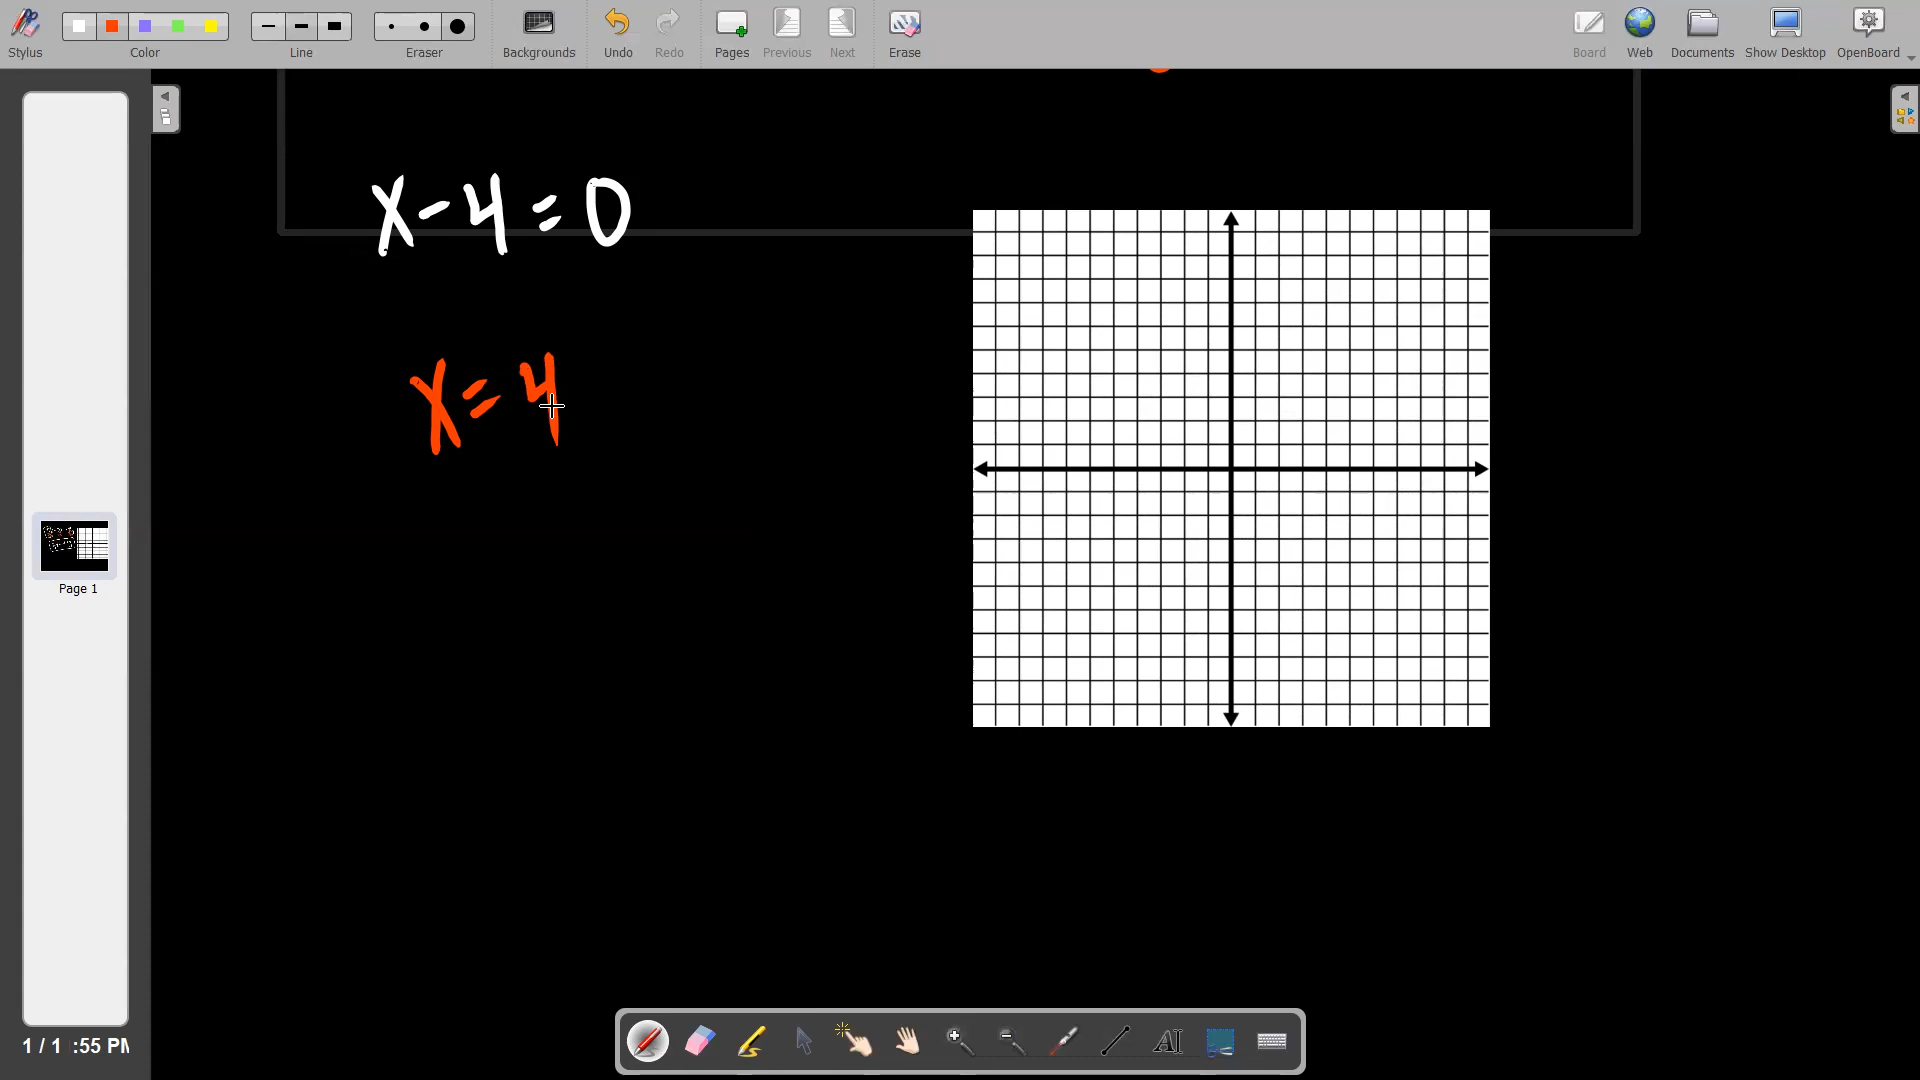 Stylus Color Line Eraser Backgrounds Undo Redo Pages Previous Next Erase Board Web Documents Show Desktop OpenBoard
x-4=0
x=4
Page 1
1 / 1 :55 PM
AI